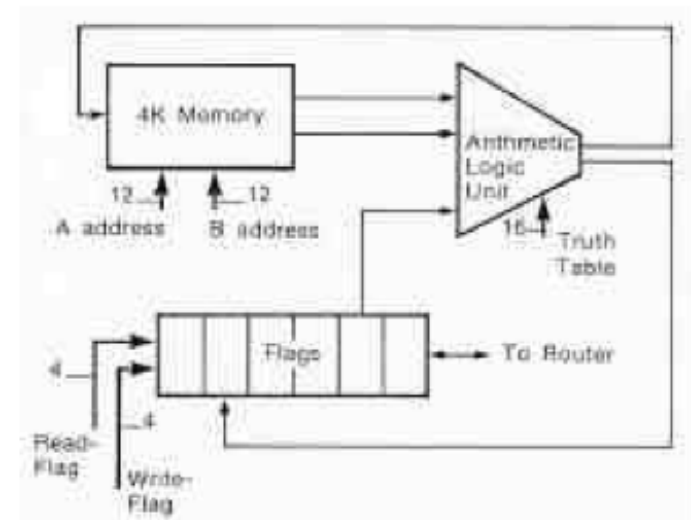 4K Memory
12
12
A address
B address
Arithmetic
Logic
Unit
16
Truth
Table
Flags
To Router
4
4
Read-
Flag
Write-
Flag